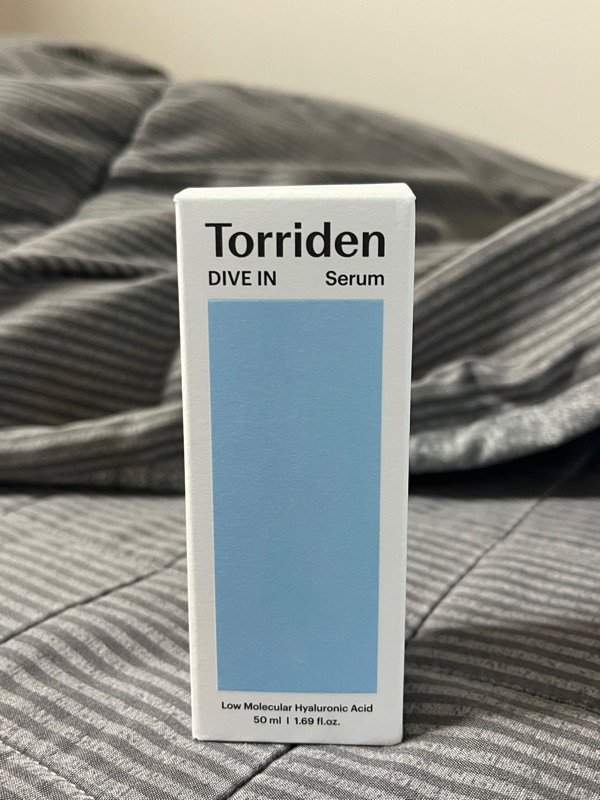 Torriden
DIVE IN Serum
Low Molecular Hyaluronic Acid
50 ml | 1.69 fl.oz.